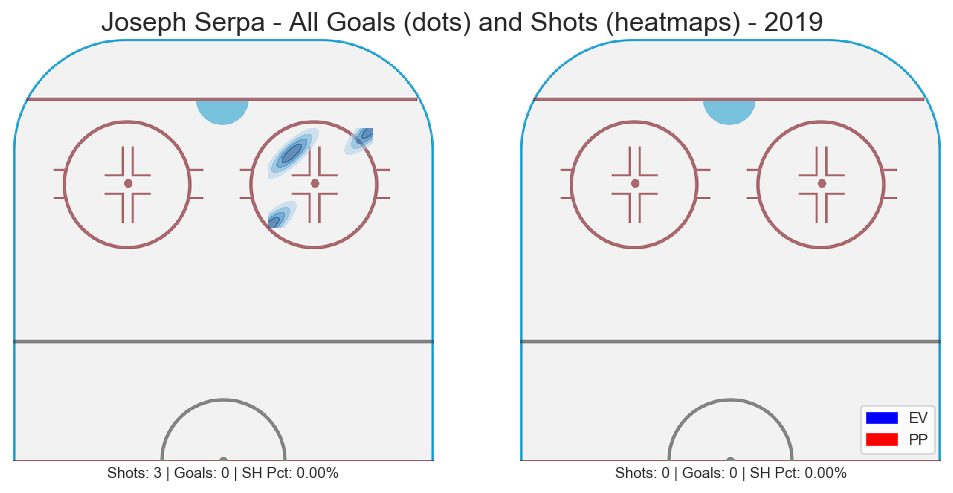 Joseph Serpa - All Goals (dots) and Shots (heatmaps) - 2019
EV
PP
Shots: 3 | Goals: 0 | SH Pct: 0.00%
Shots: 0 | Goals: 0 | SH Pct: 0.00%